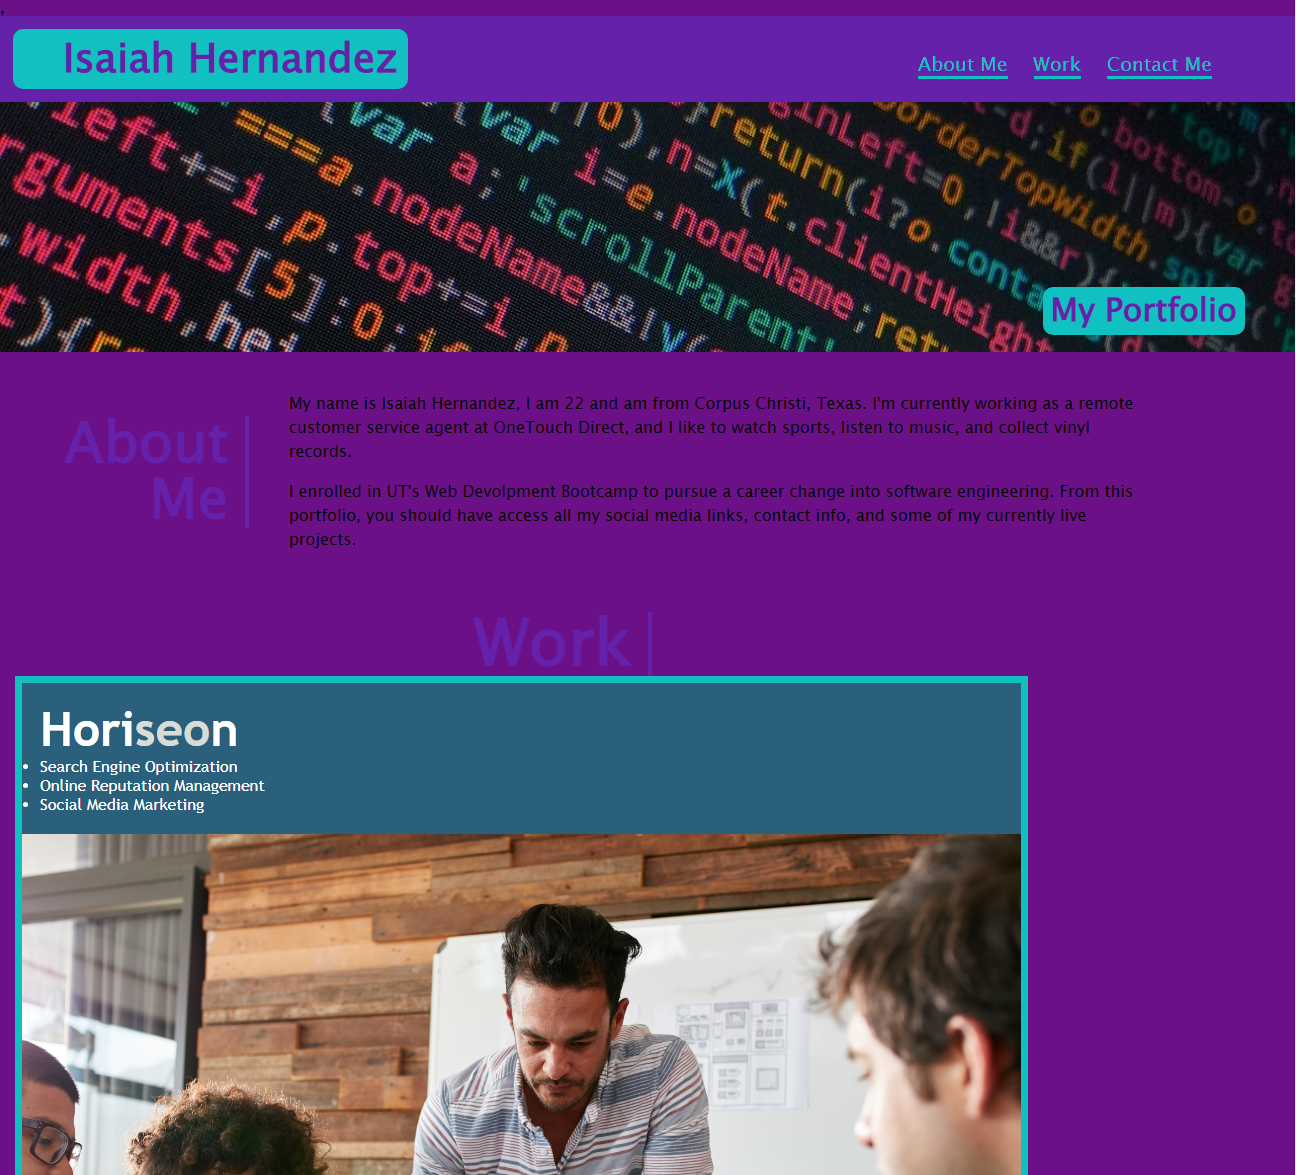 ,
Isaiah Hernandez
About Me Work Contact Me
My Portfolio
About
Me
My name is Isaiah Hernandez, I am 22 and am from Corpus Christi, Texas. I'm currently working as a remote
customer service agent at OneTouch Direct, and I like to watch sports, listen to music, and collect vinyl
records.
I enrolled in UT's Web Devolpment Bootcamp to pursue a career change into software engineering. From this
portfolio, you should have access all my social media links, contact info, and some of my currently live
projects.
Work
Horiseon
• Search Engine Optimization
• Online Reputation Management
• Social Media Marketing